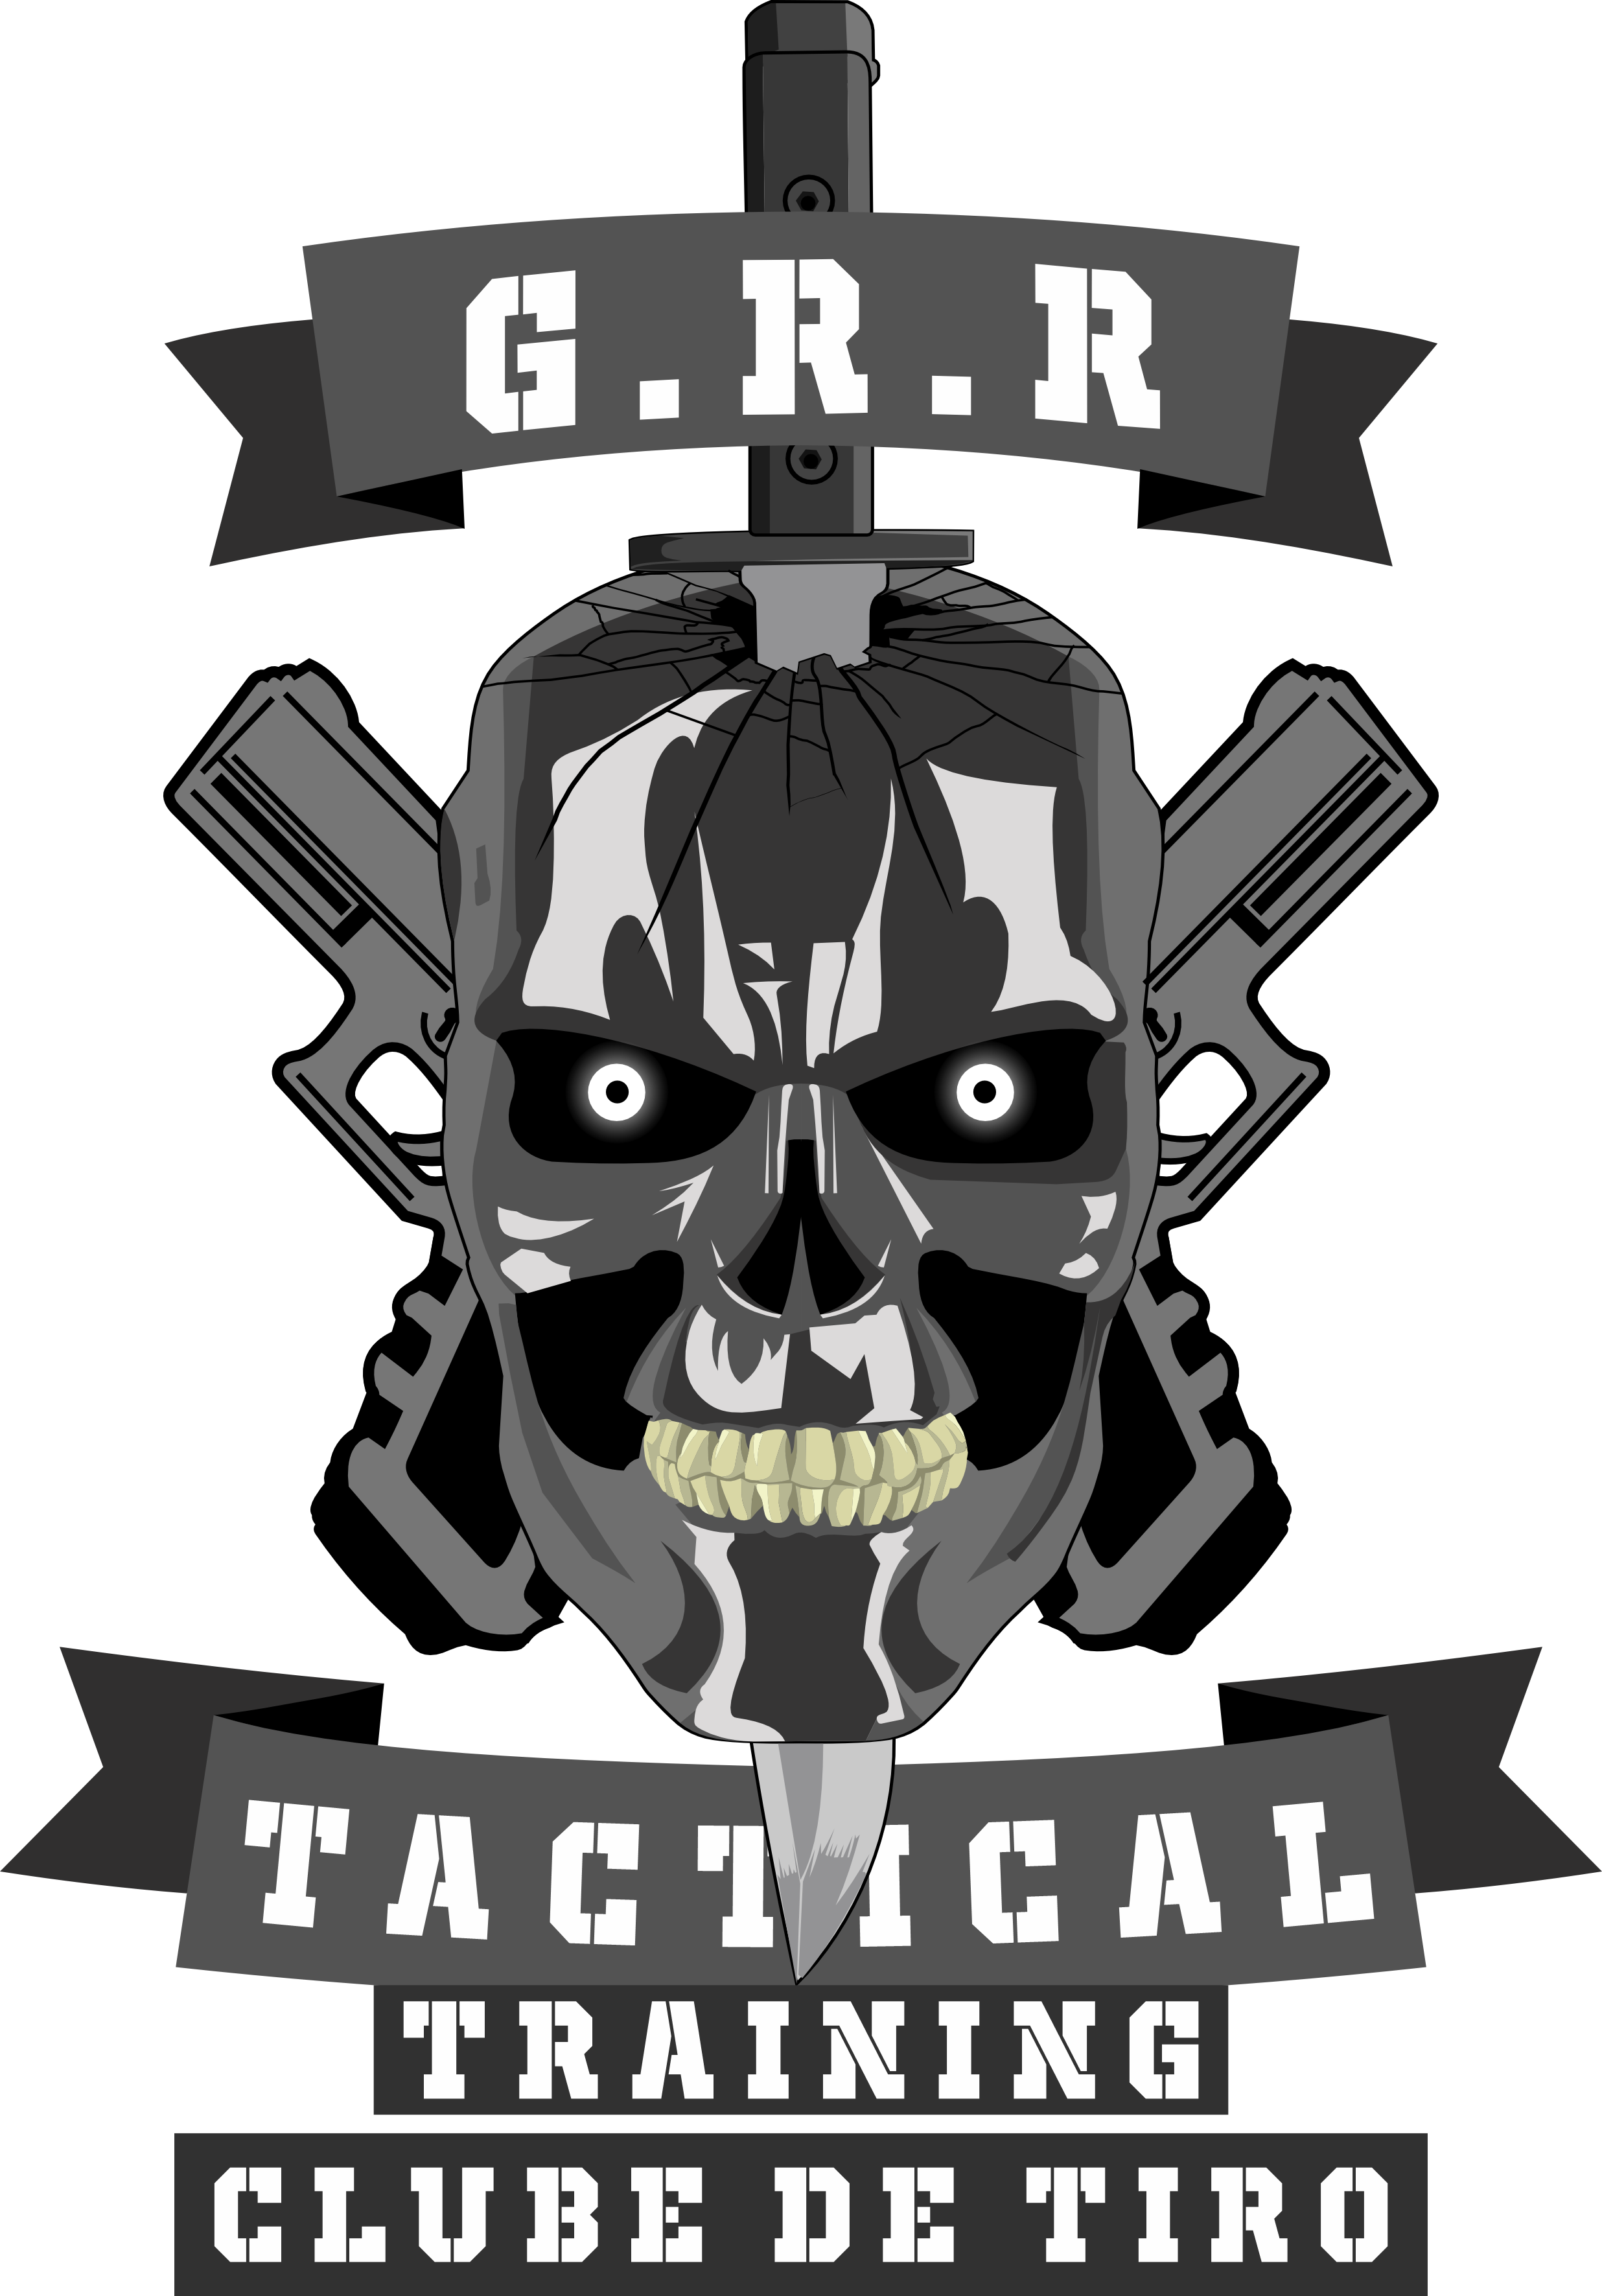 G.R.R
TACTICAL
TRAINING
CLUBE DE TIRO